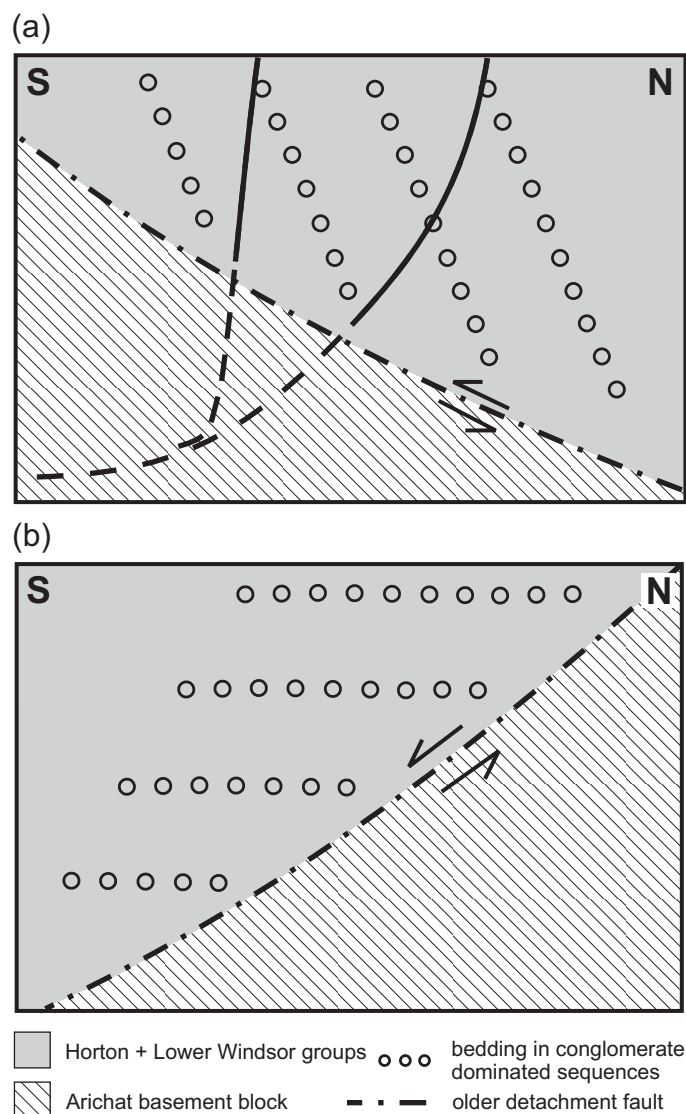 (a)
S N
(b)
S N
Horton + Lower Windsor groups
bedding in conglomerate
dominated sequences
Arichat basement block
older detachment fault